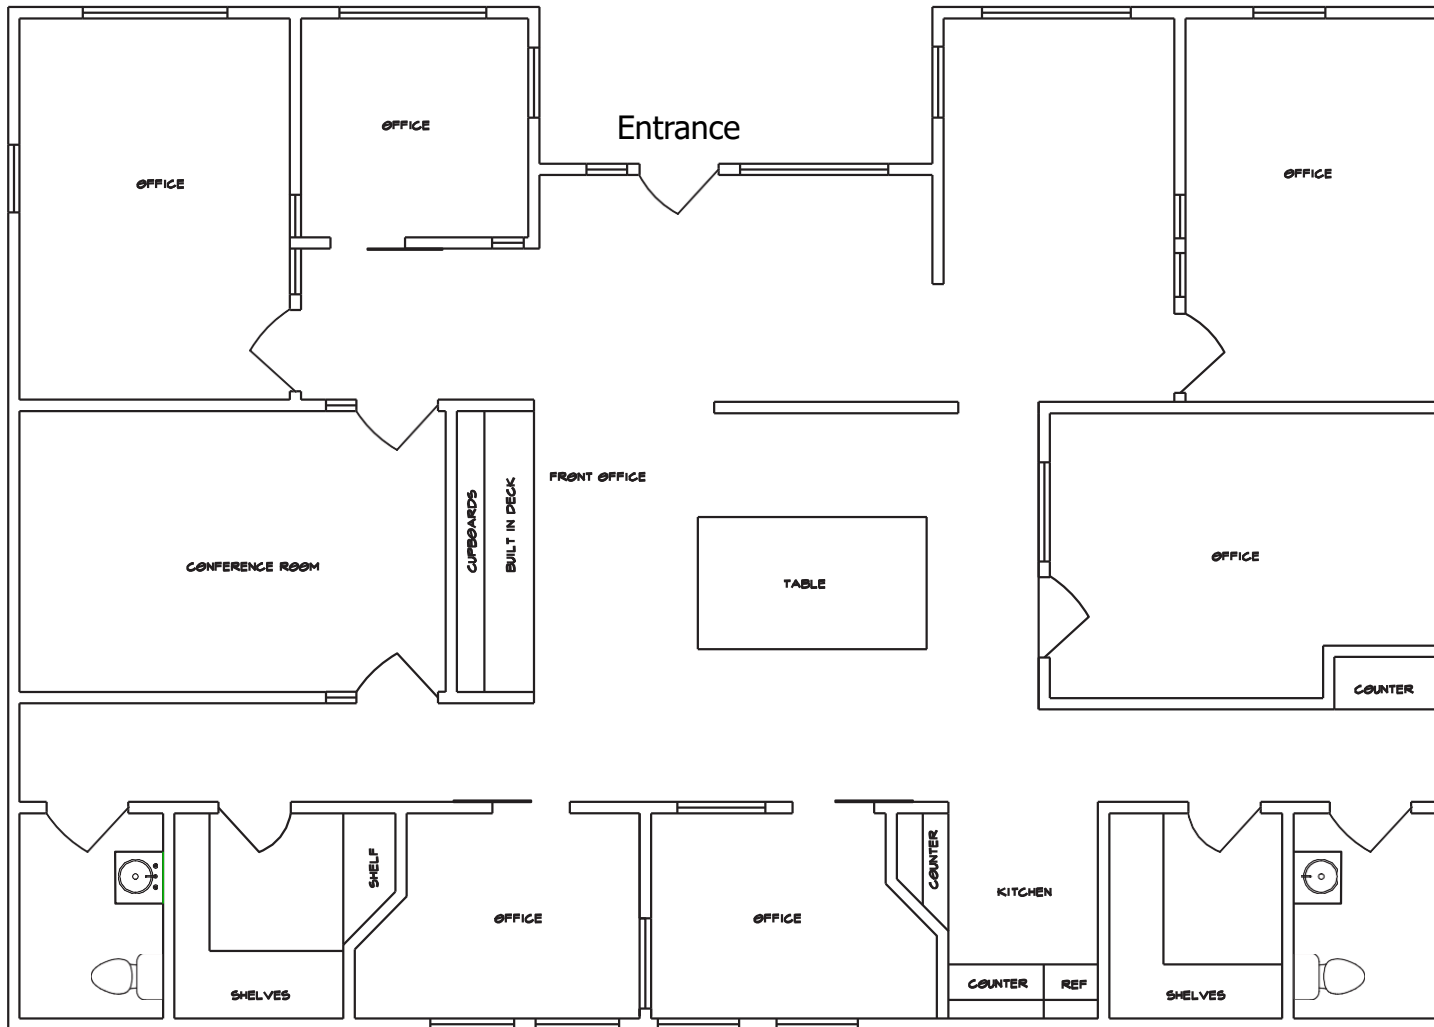 Entrance
OFFICE
OFFICE
OFFICE
FRONT OFFICE
CUPBOARDS
BUILT IN DECK
CONFERENCE ROOM
TABLE
OFFICE
COUNTER
SHELF
COUNTER
KITCHEN
OFFICE
OFFICE
COUNTER
REF
SHELVES
SHELVES